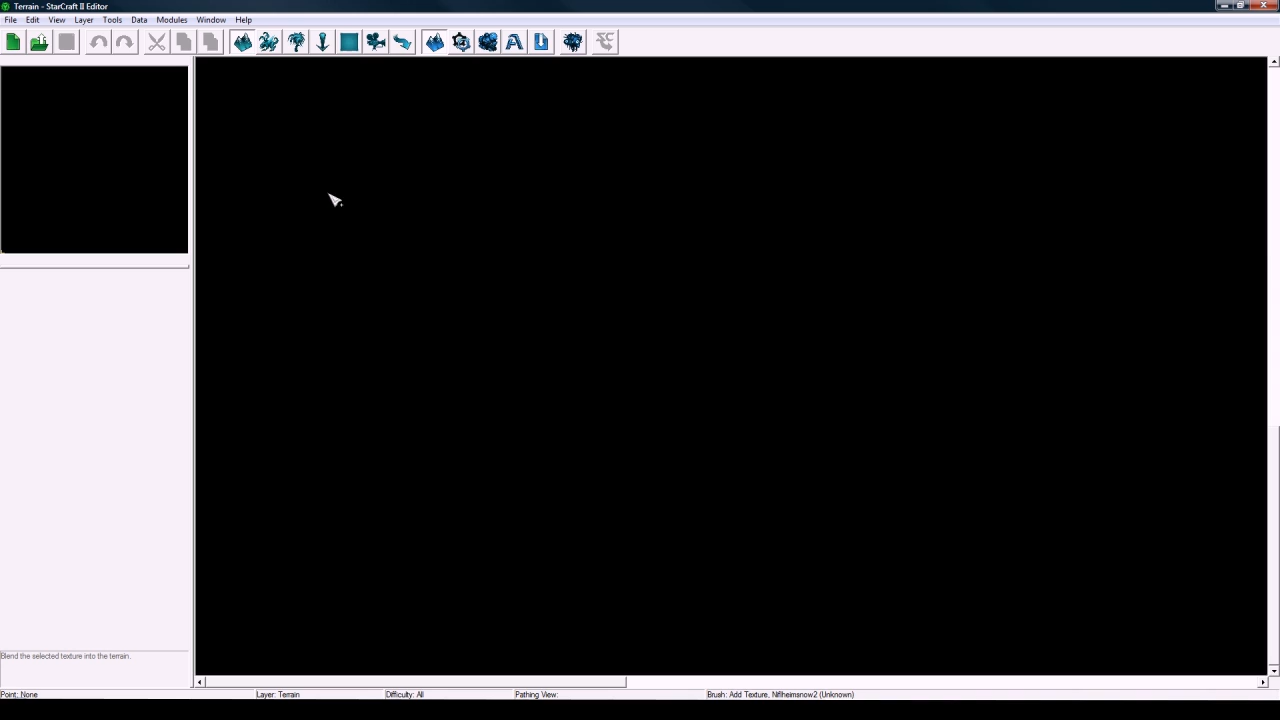 Terrain - StarCraft II Editor
File Edit View Layer Tools Data Modules Window Help
Blend the selected texture into the terrain.
Point: None Layer: Terrain Difficulty: All Pathing View: Brush: Add Texture, Niflheimsnow2 (Unknown)